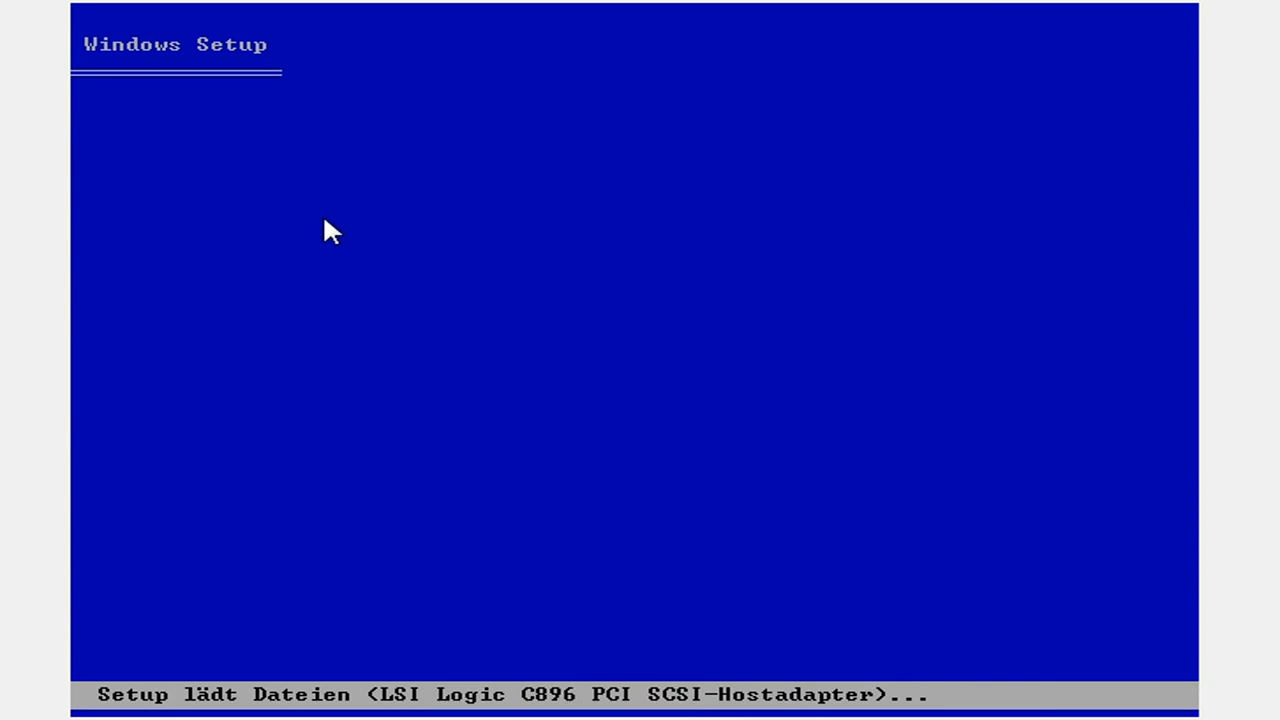 Windows Setup
Setup lädt Dateien (LSI Logic C896 PCI SCSI-Hostadapter)...